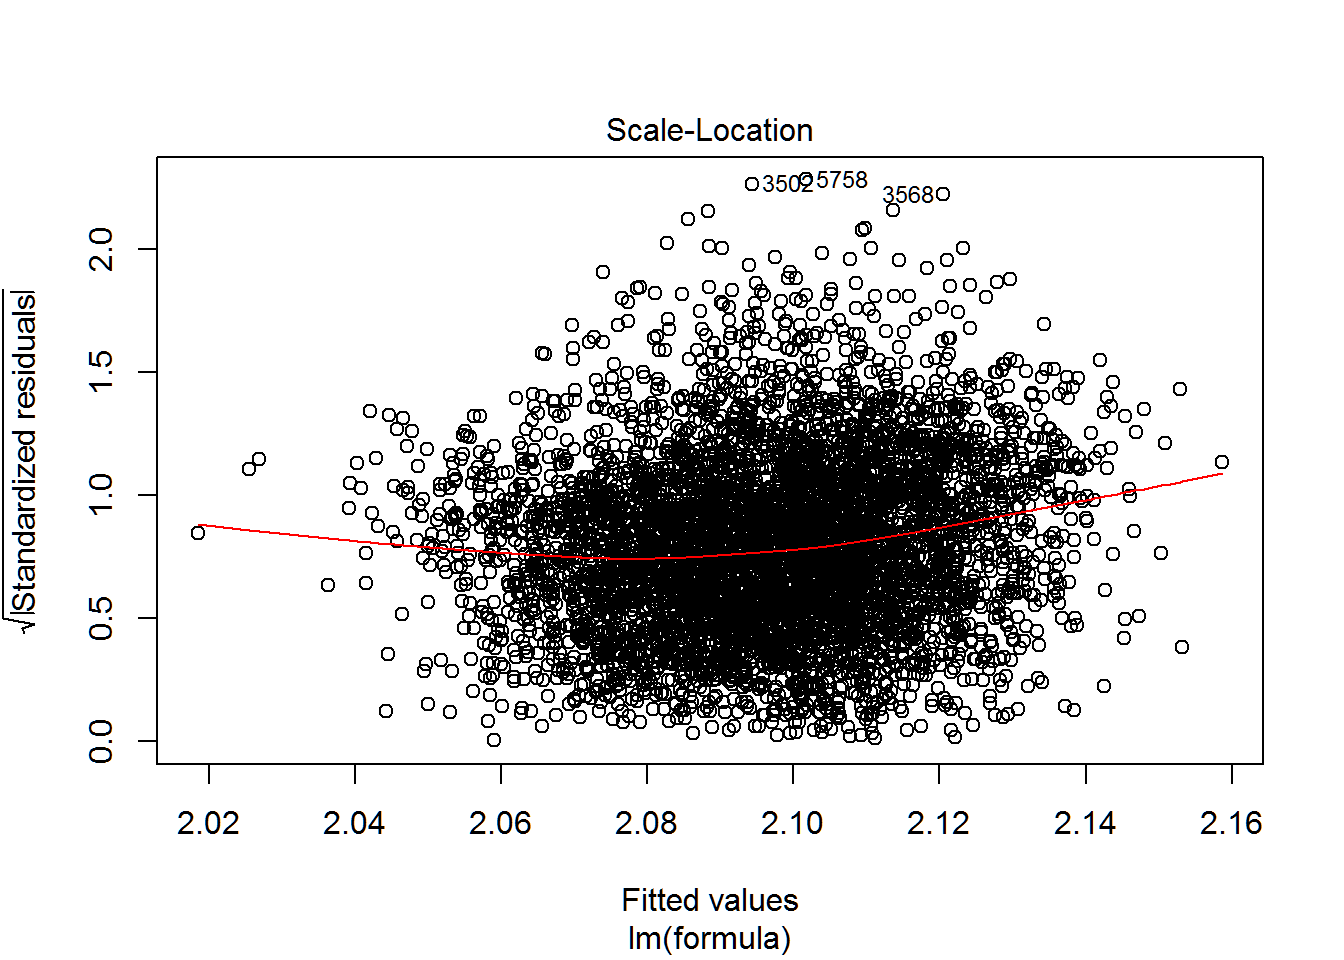 Scale-Location
3502 5758
3568
√|Standardized residuals|
2.0
1.5
1.0
0.5
0.0
2.02 2.04 2.06 2.08 2.10 2.12 2.14 2.16
Fitted values
lm(formula)